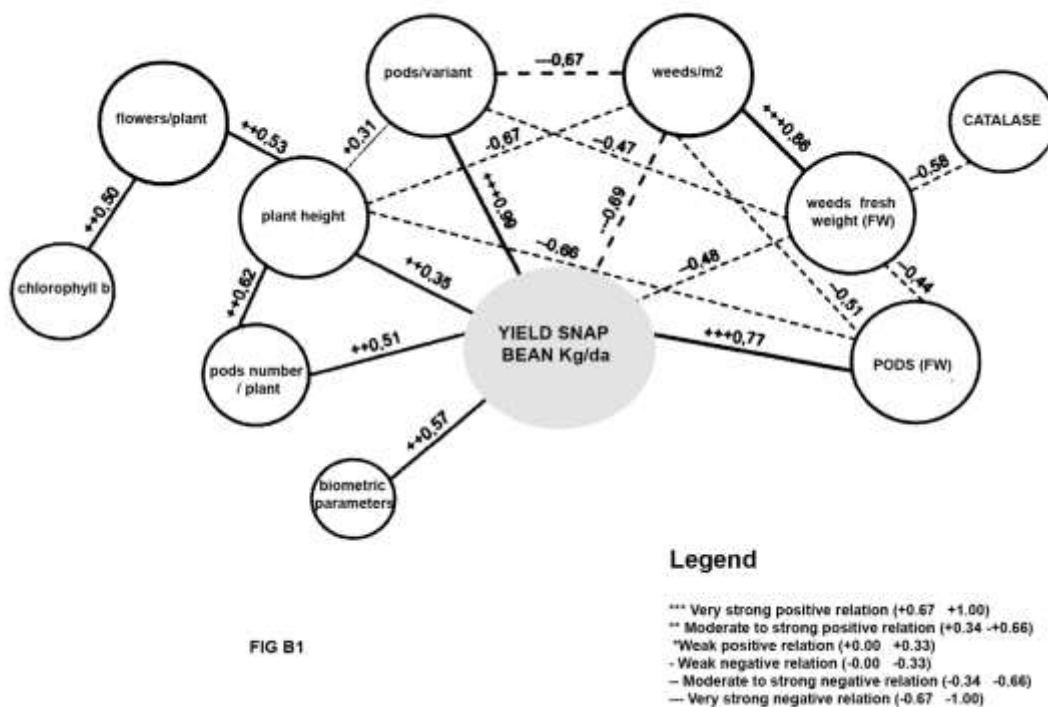 pods/variant
---0,67
weeds/m2
flowers/plant
++0,53
+0,31
-0,67
--0,47
+++0,86
CATALASE
--0,58
++0,50
plant height
+++0,99
--0,69
weeds fresh
weight (FW)
chlorophyll b
++0,62
++0,35
--0,66
--0,48
--0,44
--0,51
YIELD SNAP
BEAN Kg/da
++0,51
+++0,77
pods number
/ plant
PODS (FW)
++0,57
biometric
parameters
Legend
*** Very strong positive relation (+0.67 +1.00)
** Moderate to strong positive relation (+0.34 -+0.66)
*Weak positive relation (+0.00 +0.33)
- Weak negative relation (-0.00 -0.33)
-- Moderate to strong negative relation (-0.34 -0.66)
--- Very strong negative relation (-0.67 -1.00)
FIG B1